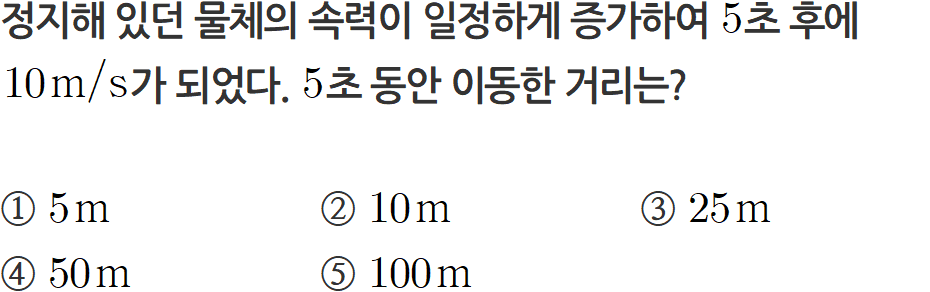 정지해 있던 물체의 속력이 일정하게 증가하여 5초 후에
10m/s가 되었다. 5초 동안 이동한 거리는?
① 5m ② 10m ③ 25m
④ 50m ⑤ 100m